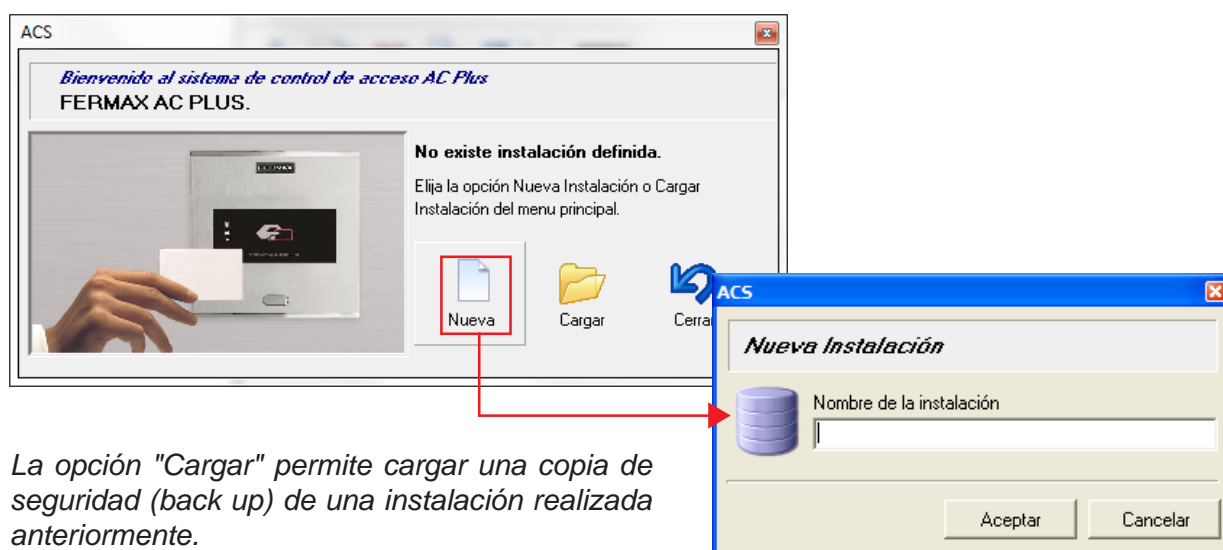 ACS
Bienvenido al sistema de control de acceso AC Plus
FERMAX AC PLUS.
No existe instalación definida.
Elija la opción Nueva Instalación o Cargar
Instalación del menu principal.
FERMAX
Nueva
Cargar
Cerrar
ACS
Nueva Instalación
Nombre de la instalación
Aceptar
Cancelar
La opción "Cargar" permite cargar una copia de
seguridad (back up) de una instalación realizada
anteriormente.